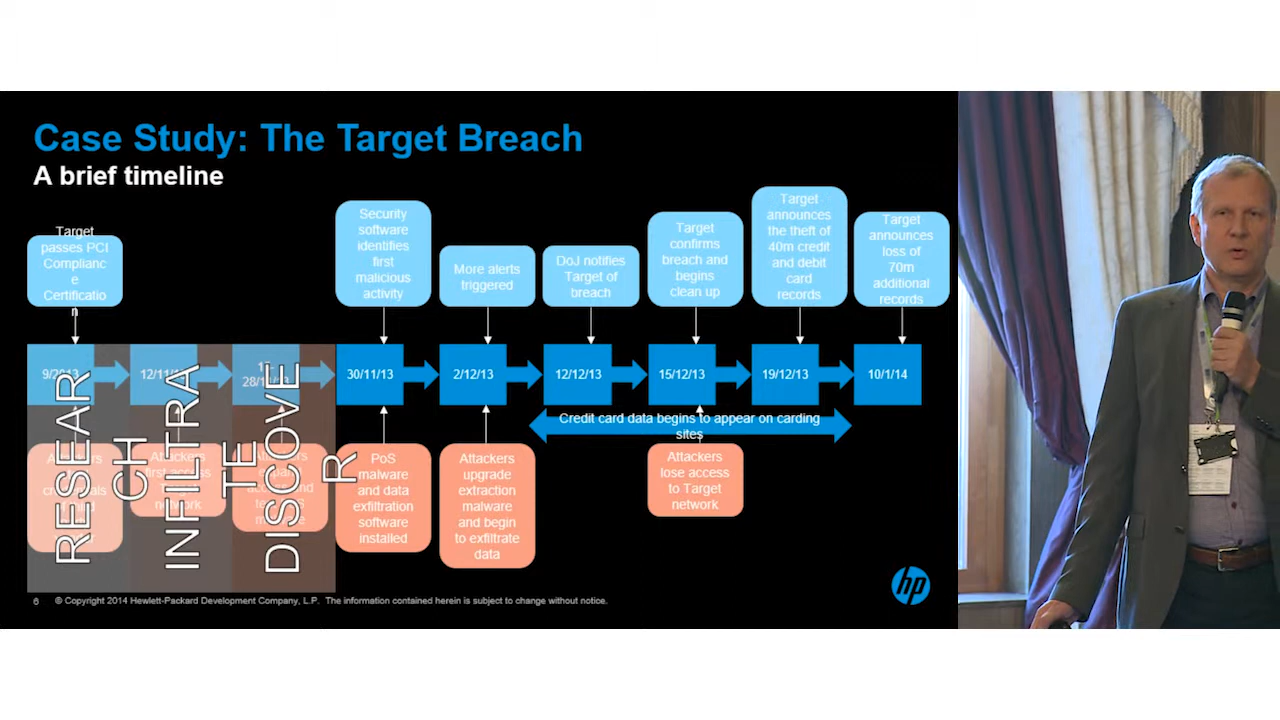 Case Study: The Target Breach
A brief timeline
Target
passes PCI
Complianc
e
Certificatio
n
Security
software
identifies
first
malicious
activity
More alerts
triggered
DoJ notifies
Target of
breach
Target
confirms
breach and
begins
clean up
Target
announces
the theft of
40m credit
and debit
card
records
Target
announces
loss of
70m
additional
records
30/11/13
2/12/13
12/12/13
15/12/13
19/12/13
10/1/14
Credit card data begins to appear on carding
sites
RESEAR
CH
INFILTRA
TE
DISCOVE
R
PoS
malware
and data
exfiltration
software
installed
Attackers
upgrade
extraction
malware
and begin
to exfiltrate
data
Attackers
lose access
to Target
network
hp
6 © Copyright 2014 Hewlett-Packard Development Company, L.P. The information contained herein is subject to change without notice.